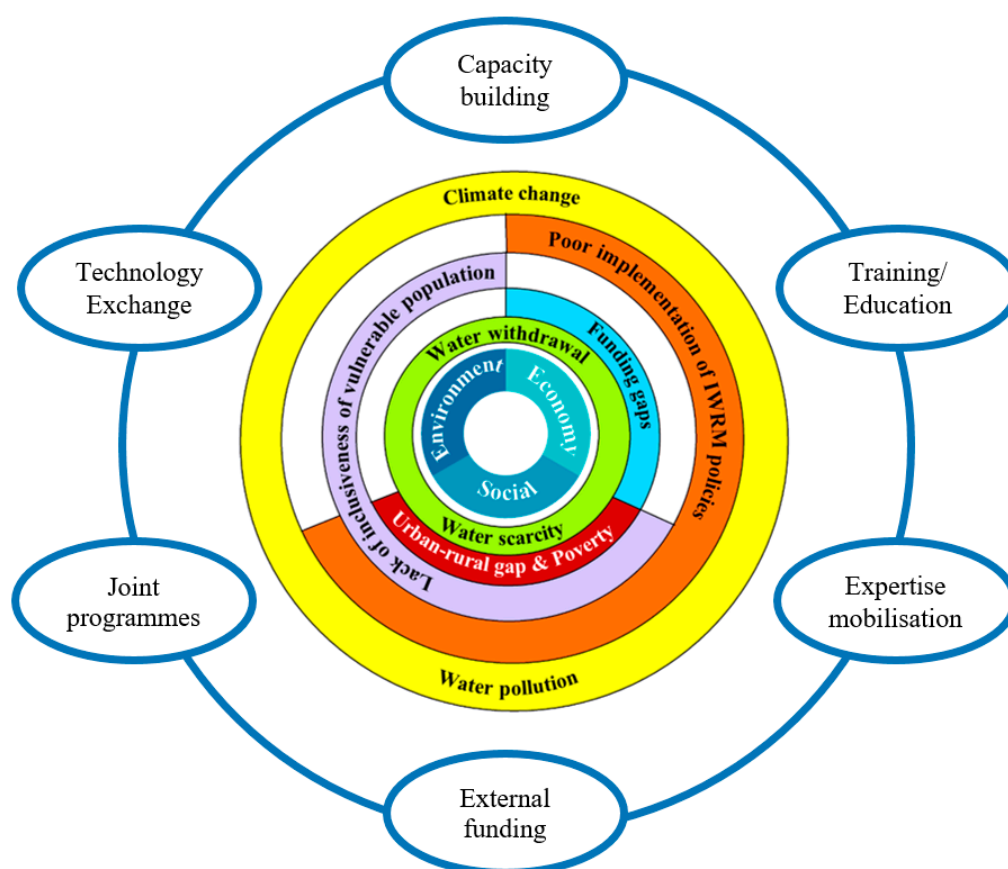 Capacity
building
Technology
Exchange
Training/
Education
Climate change
Poor implementation of IWRM policies
Lack of inclusiveness of vulnerable population
Funding gaps
Water withdrawal
Environment
Economy
Social
Water scarcity
Urban-rural gap & Poverty
Water pollution
Joint
programmes
Expertise
mobilisation
External
funding